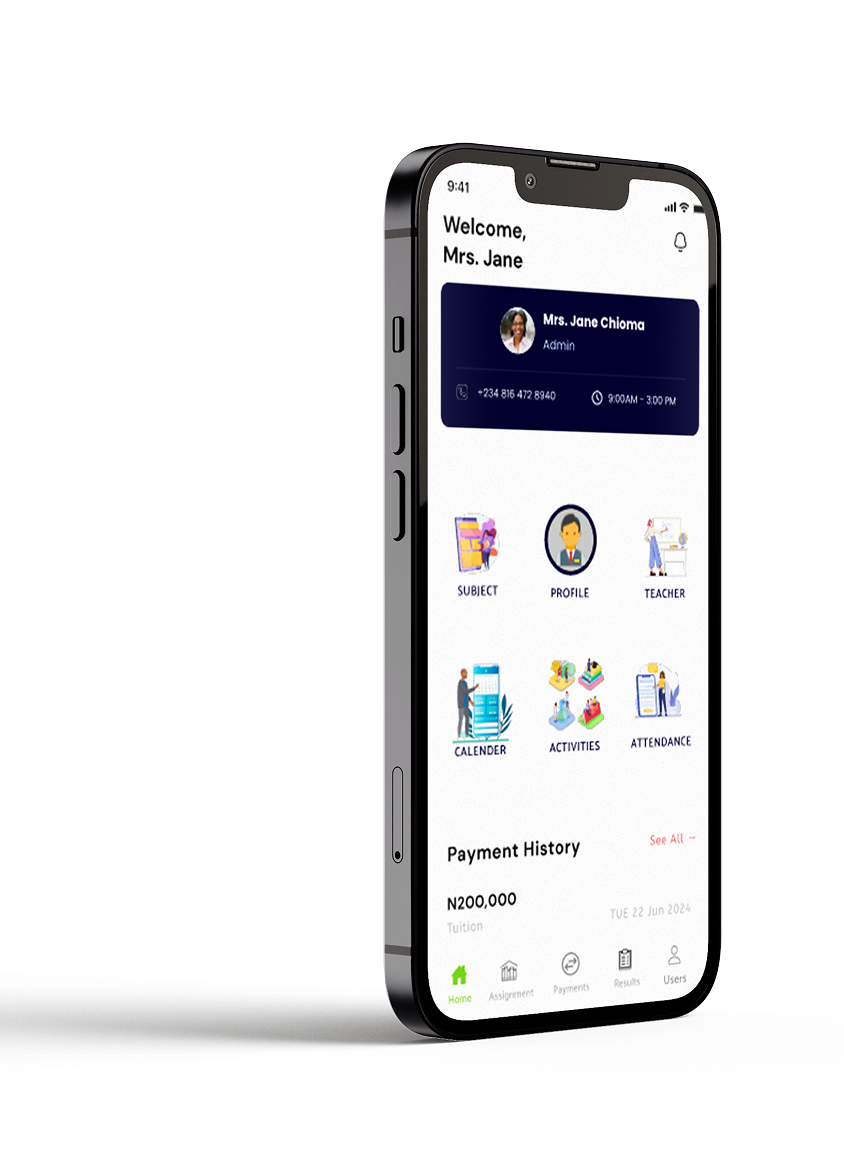 9:41
Welcome,
Mrs. Jane
Mrs. Jane Chioma
Admin
+234 816 472 8940
9:00AM - 3:00 PM
SUBJECT
PROFILE
TEACHER
CALENDER
ACTIVITIES
ATTENDANCE
Payment History
See All →
N200,000
Tuition
TUE 22 Jun 2024
Home
Assignment
Payments
Results
Users